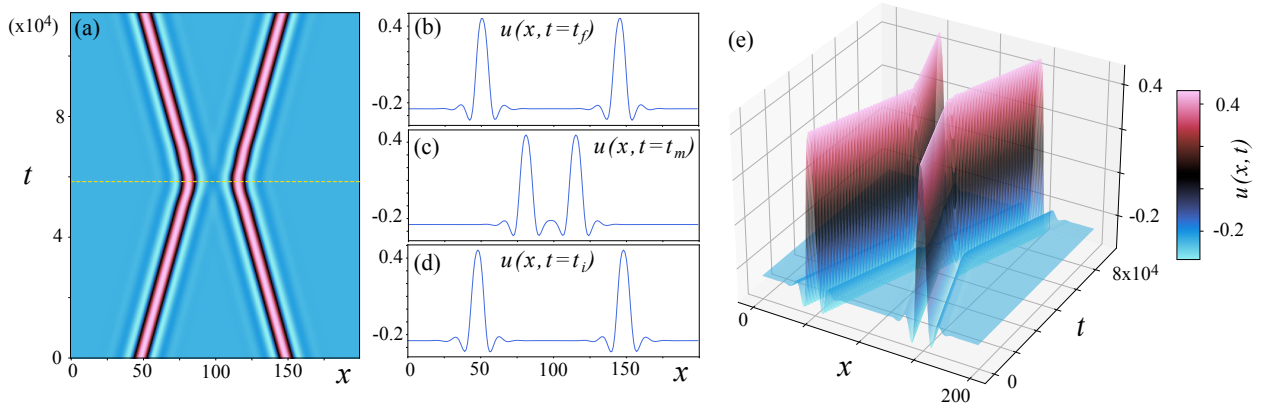 (x10⁴)
(a)
8
4
0
t
0
50
100
150
x
(b)
u(x, t=t_f)
0.4
-0.2
(c)
u(x, t=t_m)
0.4
-0.2
(d)
u(x, t=t_i)
0.4
-0.2
0
50
100
150
x
(e)
0.4
-0.2
8x10⁴
t
0
200
x
0
0.4
-0.2
u(x, t)